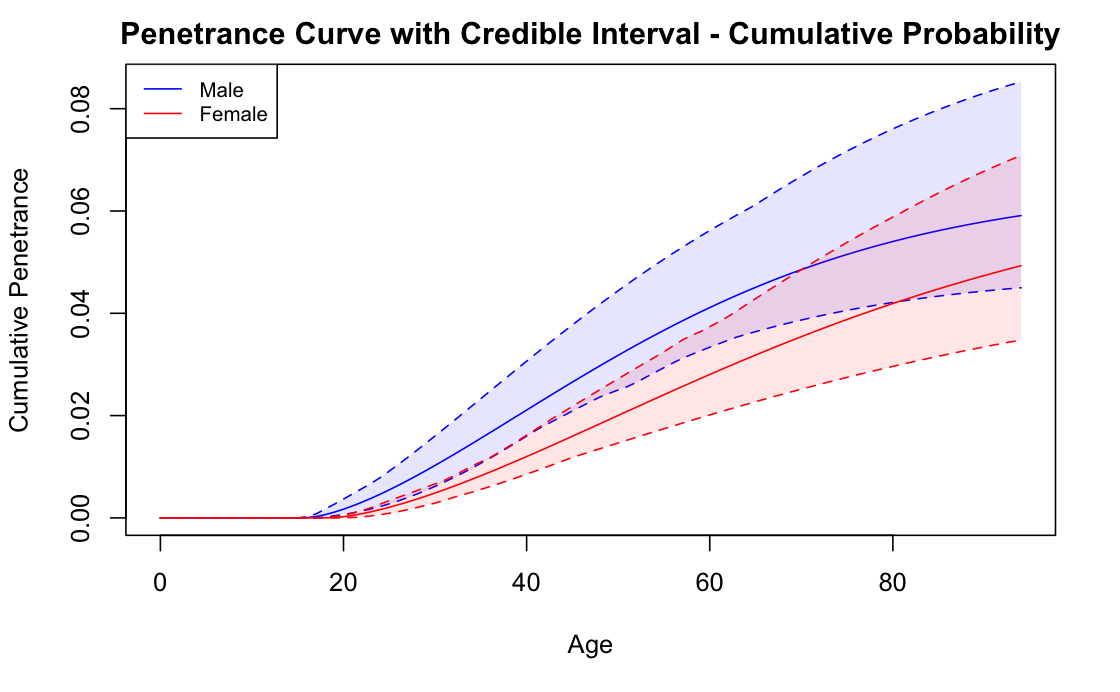 Penetrance Curve with Credible Interval - Cumulative Probability
Male
Female
Cumulative Penetrance
0.08
0.06
0.04
0.02
0.00
0 20 40 60 80
Age